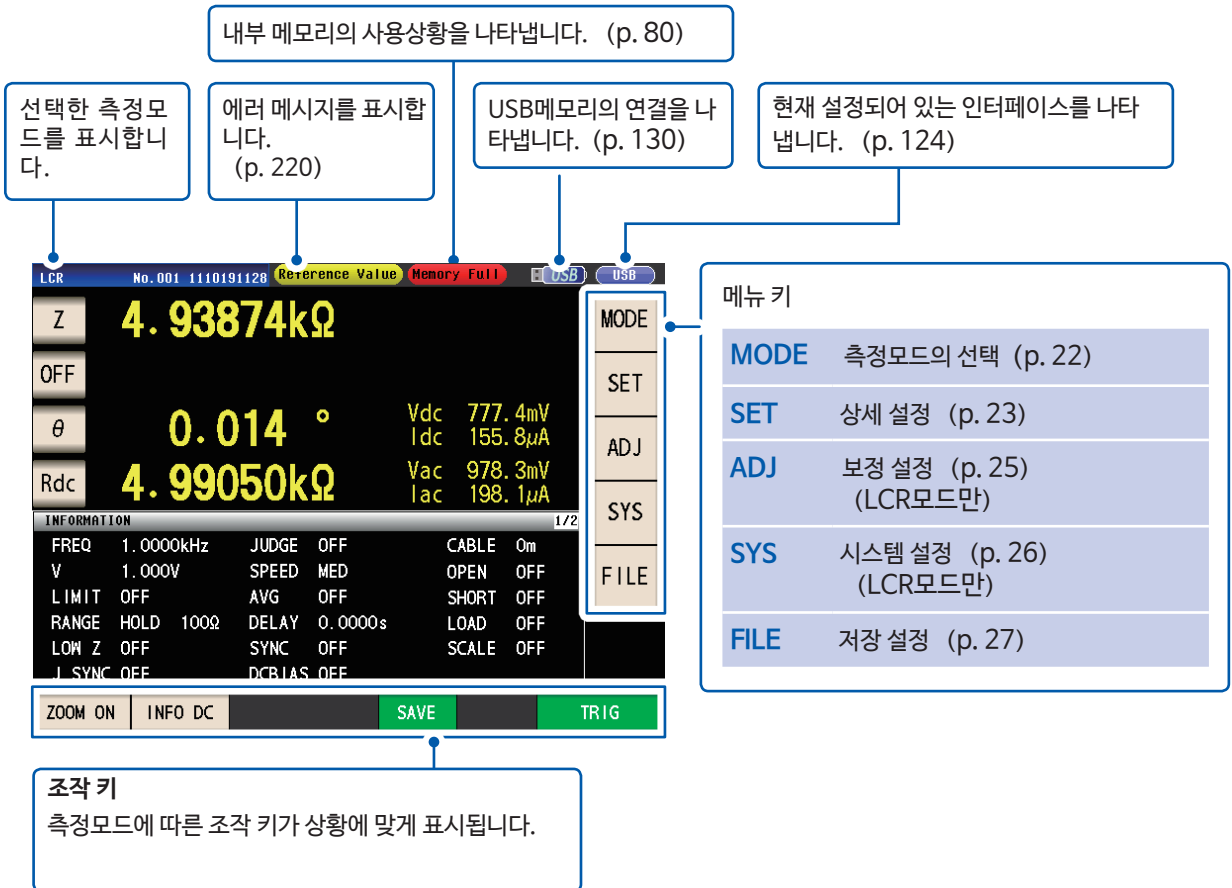 내부 메모리의 사용상황을 나타냅니다. (p. 80)
선택한 측정모
드를 표시합니
다.
에러 메시지를 표시합
니다.
(p. 220)
USB메모리의 연결을 나
타냅니다. (p. 130)
현재 설정되어 있는 인터페이스를 나타
냅니다. (p. 124)
LCR No.001 1110191128 Reference Value Memory Full USB USB
Z 4.93874kΩ
OFF
θ 0.014 °
Vdc 777.4mV
Idc 155.8μA
Rdc 4.99050kΩ
Vac 978.3mV
Iac 198.1μA
INFORMATION 1/2
FREQ 1.0000kHz JUDGE OFF CABLE 0m
V 1.000V SPEED MED OPEN OFF
LIMIT OFF AVG OFF SHORT OFF
RANGE HOLD 100Ω DELAY 0.0000s LOAD OFF
LOW Z OFF SYNC OFF SCALE OFF
J SYNC OFF DCBIAS OFF
MODE
SET
ADJ
SYS
FILE
ZOOM ON INFO DC SAVE TRIG
메뉴 키
MODE 측정모드의 선택 (p. 22)
SET 상세 설정 (p. 23)
ADJ 보정 설정 (p. 25)
(LCR모드만)
SYS 시스템 설정 (p. 26)
(LCR모드만)
FILE 저장 설정 (p. 27)
조작 키
측정모드에 따른 조작 키가 상황에 맞게 표시됩니다.